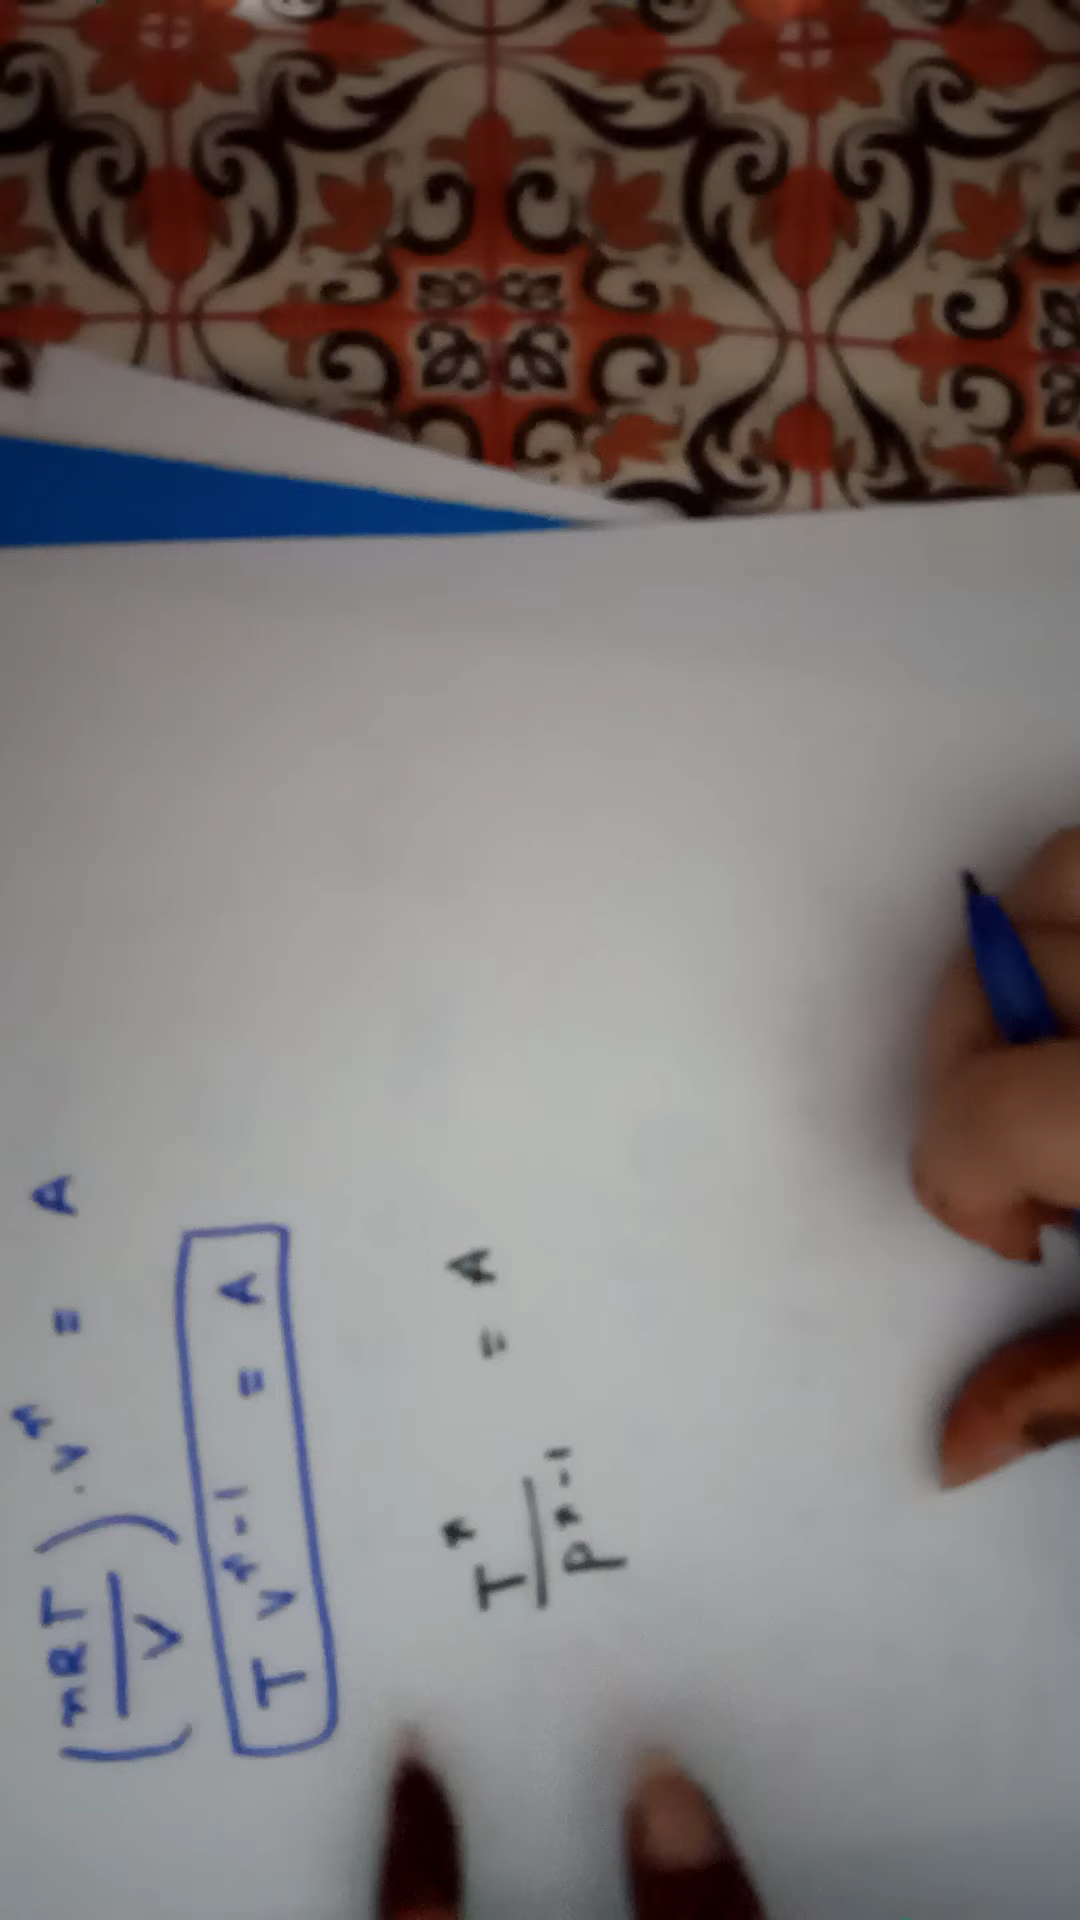 (nRT/V) . V^n = A
T V^n-1 = A
T^n/P^n-1 = A